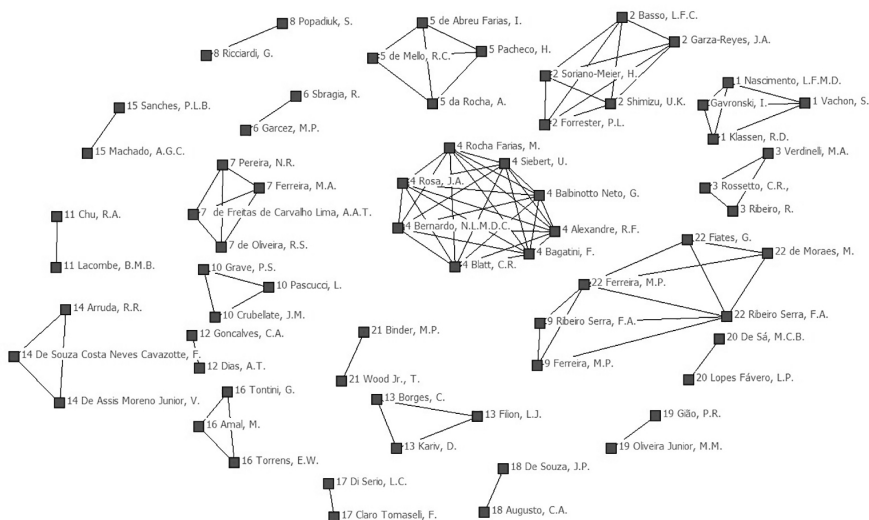 8 Popadiuk, S.
8 Ricciardi, G.
5 de Abreu Farias, I.
5 Pacheco, H.
5 de Mello, R.C.
5 da Rocha, A.
2 Basso, L.F.C.
2 Garza-Reyes, J.A.
2 Soriano-Meier, H.
2 Shimizu, U.K.
2 Forrester, P.L.
1 Nascimento, L.F.M.D.
Gavronski, I.
1 Vachon, S.
1 Klassen, R.D.
15 Sanches, P.L.B.
15 Machado, A.G.C.
6 Sbragia, R.
6 Garcez, M.P.
3 Verdinelli, M.A.
3 Rossetto, C.R.,
3 Ribeiro, R.
7 Pereira, N.R.
7 Ferreira, M.A.
7 de Freitas de Carvalho Lima, A.A.T.
7 de Oliveira, R.S.
4 Rocha Farias, M.
4 Siebert, U.
4 Rosa, J.A.
4 Balbinotto Neto, G.
4 Bernardo, N.L.M.D.C.
4 Alexandre, R.F.
4 Bagatini, F.
4 Blatt, C.R.
11 Chu, R.A.
11 Lacombe, B.M.B.
10 Grave, P.S.
10 Pascucci, L.
10 Crubellate, J.M.
22 Fiates, G.
22 de Moraes, M.
22 Ferreira, M.P.
22 Ribeiro Serra, F.A.
9 Ribeiro Serra, F.A.
9 Ferreira, M.P.
14 Arruda, R.R.
14 De Souza Costa Neves Cavazotte, F.
14 De Assis Moreno Junior, V.
12 Goncalves, C.A.
12 Dias, A.T.
21 Binder, M.P.
21 Wood Jr., T.
20 De Sá, M.C.B.
20 Lopes Fávero, L.P.
16 Tontini, G.
16 Amal, M.
16 Torrens, E.W.
13 Borges, C.
13 Filion, L.J.
13 Kariv, D.
19 Gião, P.R.
19 Oliveira Junior, M.M.
17 Di Serio, L.C.
17 Claro Tomaseli, F.
18 De Souza, J.P.
18 Augusto, C.A.